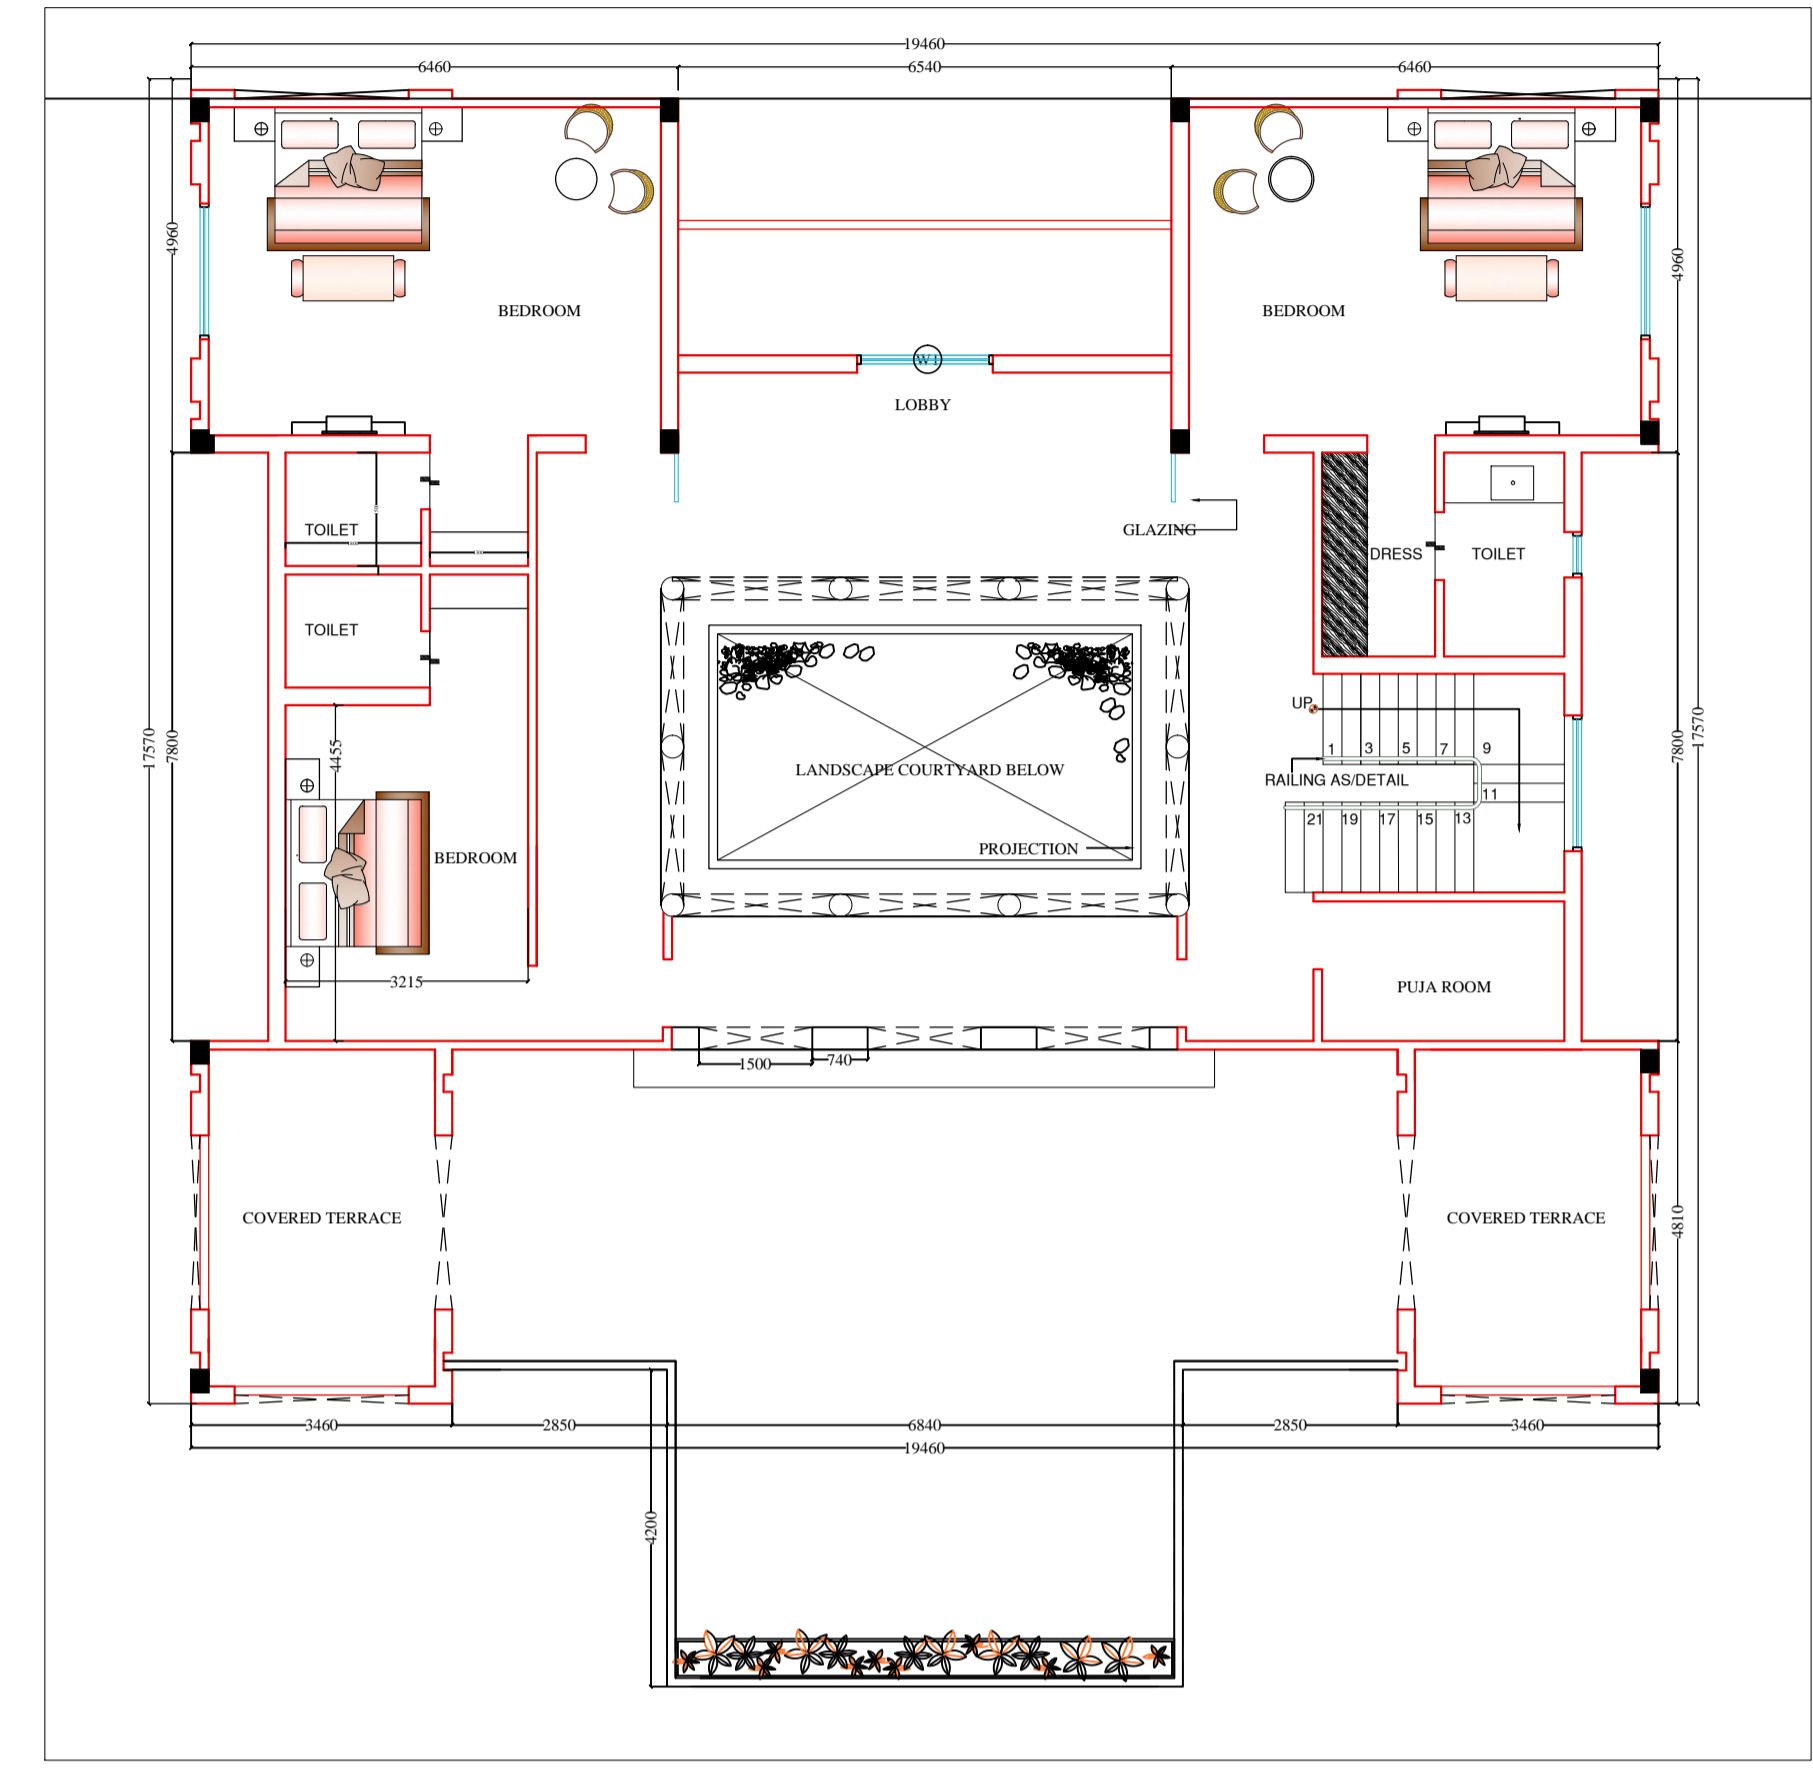 19460
6460
6540
6460
4960
4960
BEDROOM
BEDROOM
W1
LOBBY
TOILET
GLAZING
DRESS
TOILET
TOILET
UP
1 3 5 7 9
17570
7800
4455
7800
17570
LANDSCAPE COURTYARD BELOW
RAILING AS/DETAIL
11
21 19 17 15 13
PROJECTION
BEDROOM
3215
PUJA ROOM
1500
740
COVERED TERRACE
COVERED TERRACE
4810
3460
2850
6840
2850
3460
19460
4200